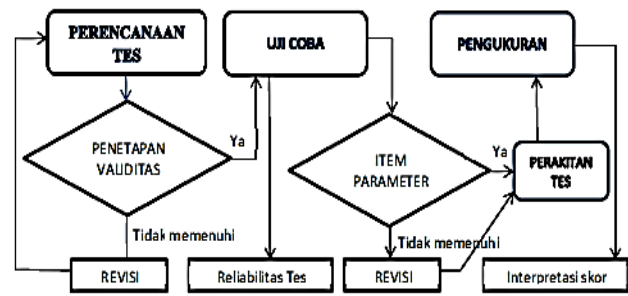 PERENCANAAN
TES
UJI COBA
PENGUKURAN
PENETAPAN
VALIDITAS
Ya
ITEM
PARAMETER
Ya
PERAKITAN
TES
Tidak memenuhi
Tidak memenuhi
REVISI
Reliabilitas Tes
REVISI
Interpretasi skor